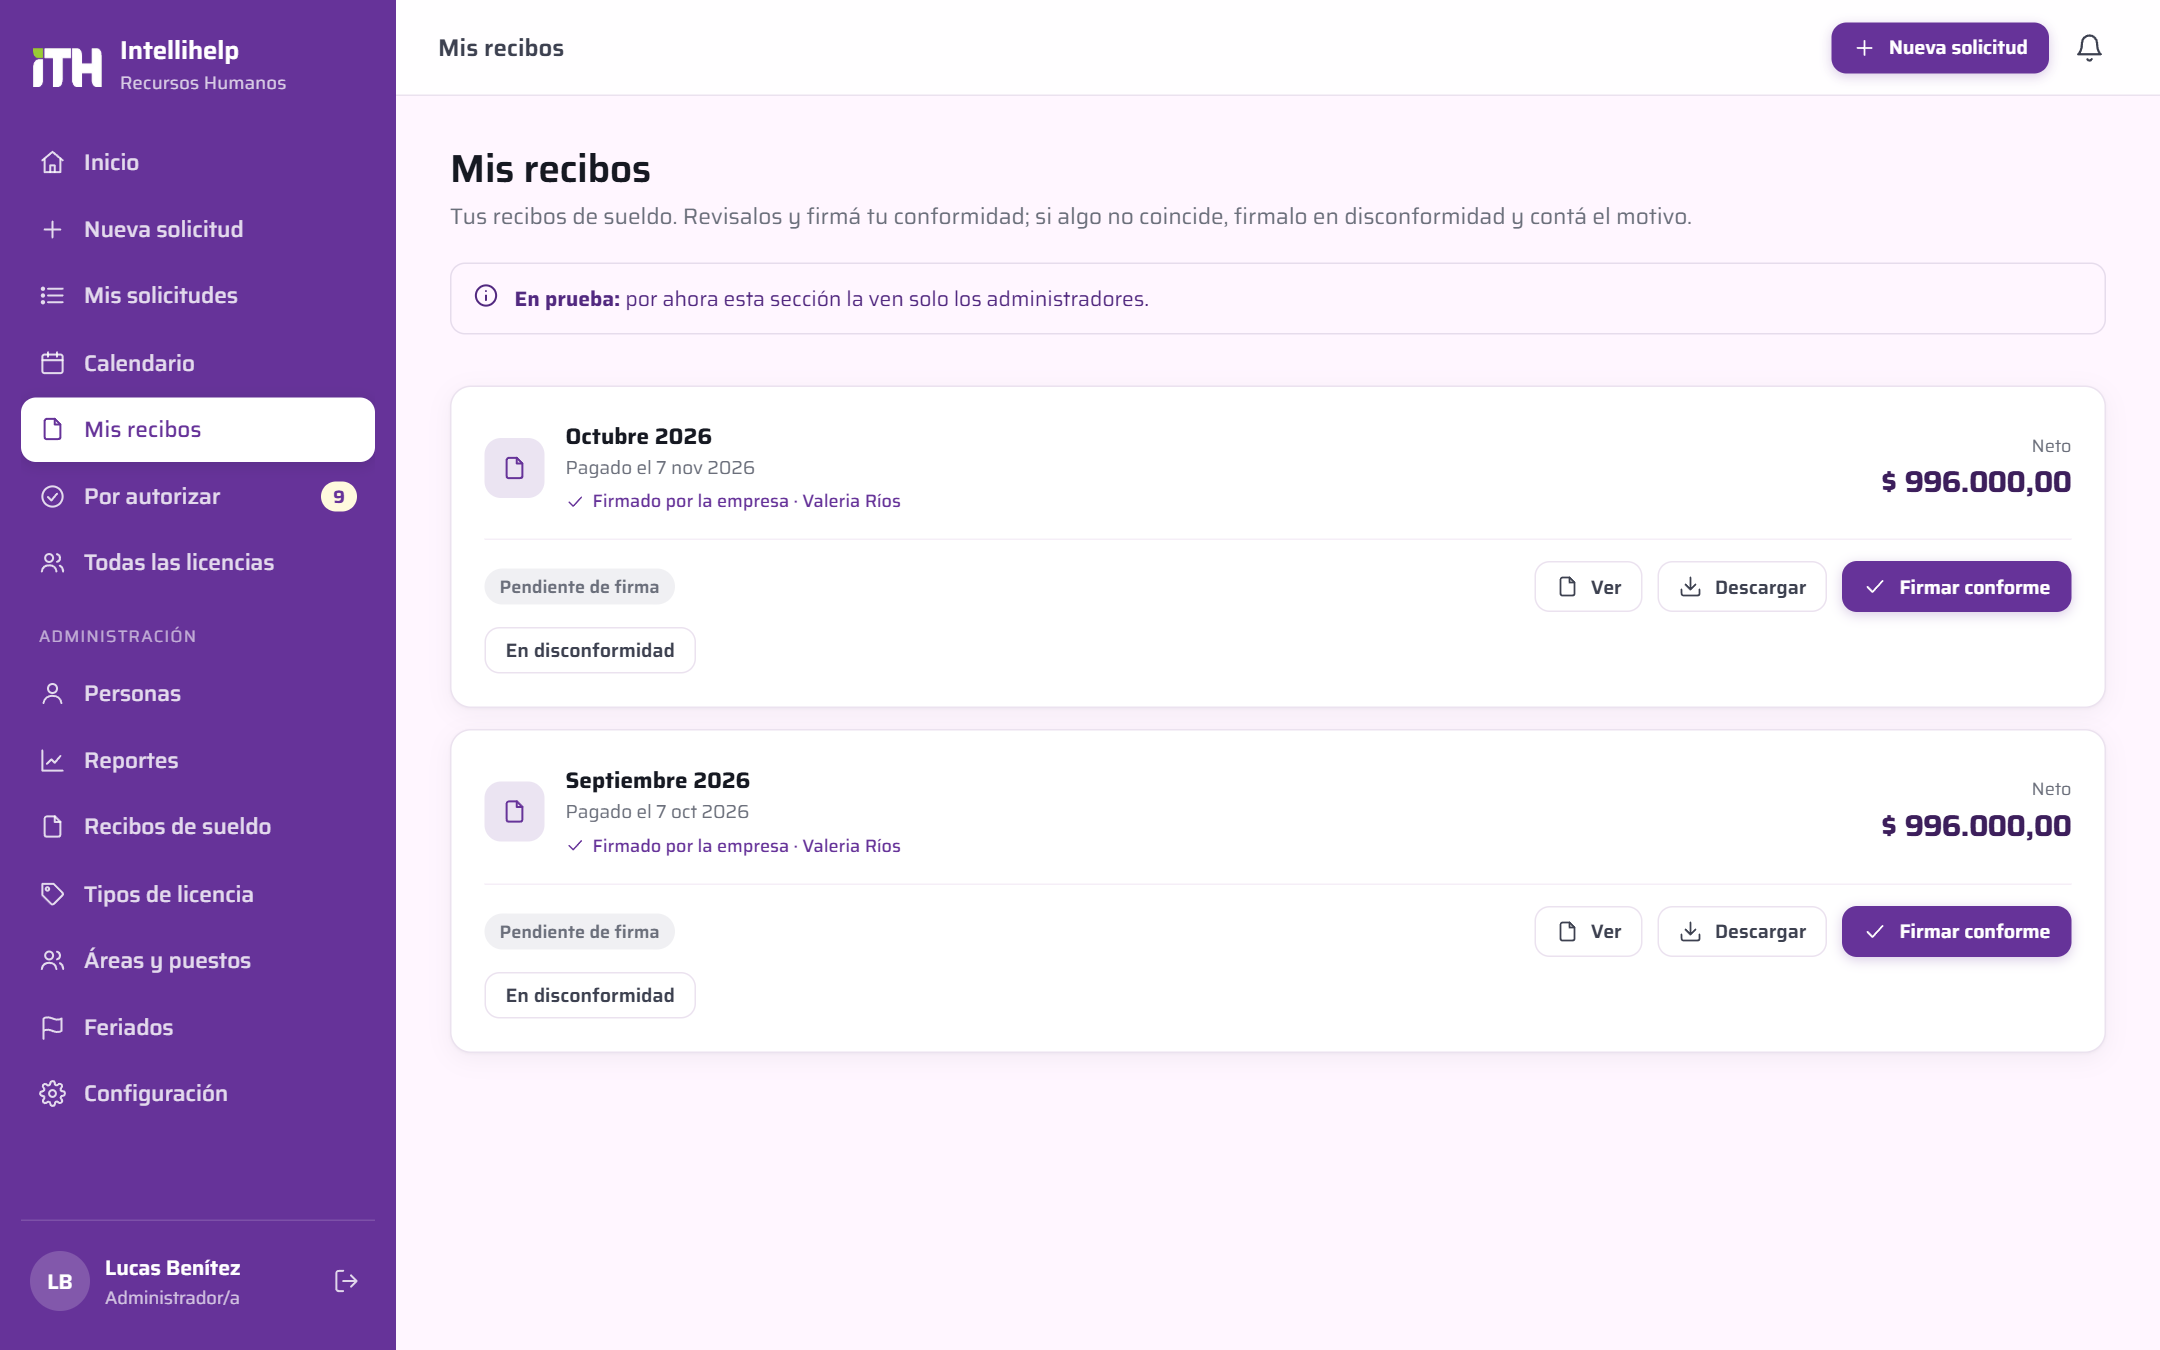 iTH
Intellihelp
Recursos Humanos
Inicio
Nueva solicitud
Mis solicitudes
Calendario
Mis recibos
Por autorizar
9
Todas las licencias
ADMINISTRACIÓN
Personas
Reportes
Recibos de sueldo
Tipos de licencia
Áreas y puestos
Feriados
Configuración
LB
Lucas Benítez
Administrador/a
Mis recibos
Nueva solicitud
Mis recibos
Tus recibos de sueldo. Revisalos y firmá tu conformidad; si algo no coincide, firmalo en disconformidad y contá el motivo.
En prueba: por ahora esta sección la ven solo los administradores.
Octubre 2026
Pagado el 7 nov 2026
Firmado por la empresa · Valeria Ríos
Neto
$ 996.000,00
Pendiente de firma
Ver
Descargar
Firmar conforme
En disconformidad
Septiembre 2026
Pagado el 7 oct 2026
Firmado por la empresa · Valeria Ríos
Neto
$ 996.000,00
Pendiente de firma
Ver
Descargar
Firmar conforme
En disconformidad